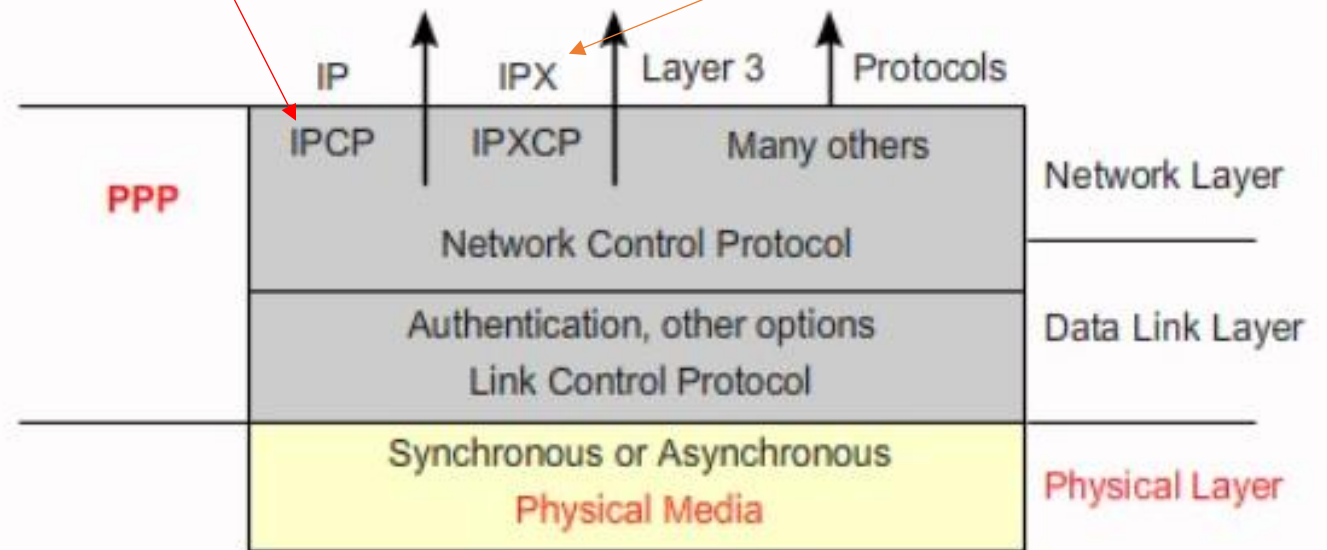 IP IPX Layer 3 Protocols
IPCP IPXCP Many others
Network Layer
PPP
Network Control Protocol
Authentication, other options
Data Link Layer
Link Control Protocol
Synchronous or Asynchronous
Physical Layer
Physical Media